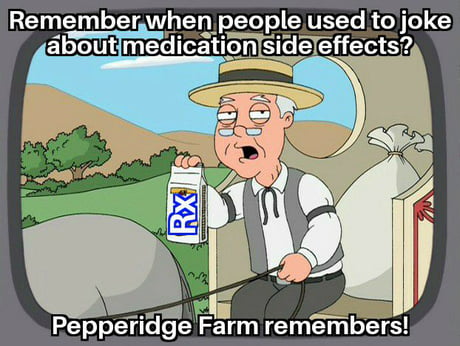 Remember when people used to joke
about medication side effects?
RX
Pepperidge Farm remembers!